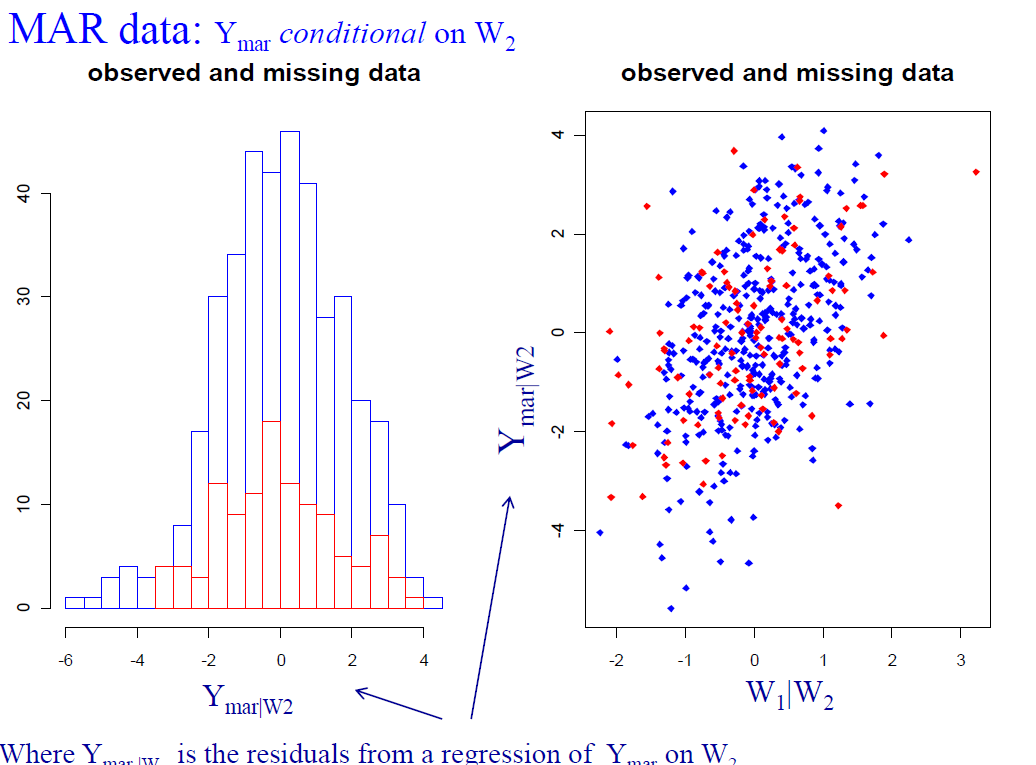 MAR data: Ymar conditional on W2
observed and missing data
0 10 20 30 40
-6 -4 -2 0 2 4
Ymar|W2
observed and missing data
-4 -2 0 2 4
Ymar|W2
-2 -1 0 1 2 3
W1|W2
Where Ymar|W is the residuals from a regression of Ymar on W2